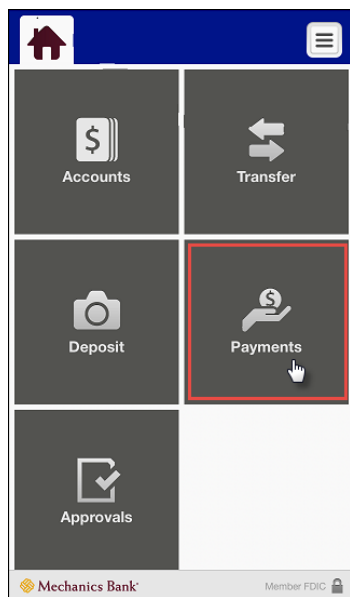 Accounts
Transfer
Deposit
Payments
Approvals
Mechanics Bank
Member FDIC